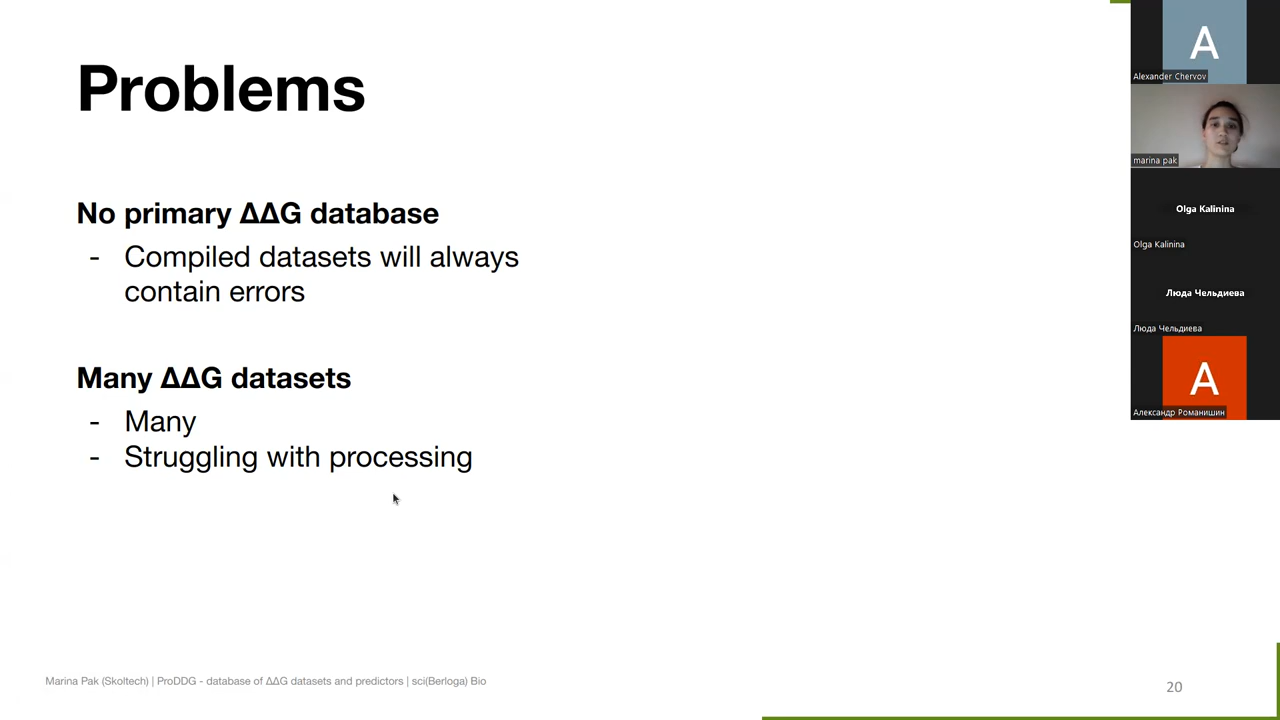 Problems
No primary ΔΔG database
- Compiled datasets will always
contain errors
Many ΔΔG datasets
- Many
- Struggling with processing
Marina Pak (Skoltech) | ProDDG - database of ΔΔG datasets and predictors | sci(Berloga) Bio
20
A
Alexander Chervov
marina pak
Olga Kalinina
Olga Kalinina
Люда Чельдиева
Люда Чельдиева
A
Александр Романишин